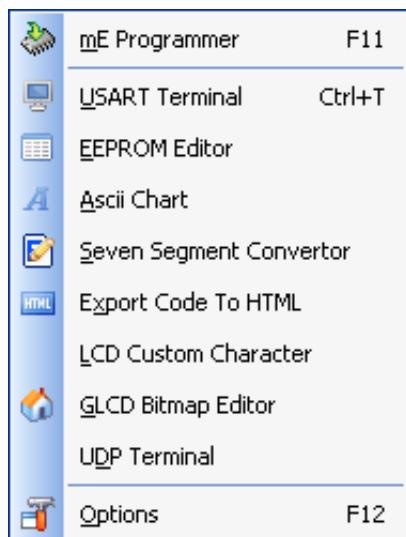 mE Programmer F11
USART Terminal Ctrl+T
EEPROM Editor
Ascii Chart
Seven Segment Convertor
HTML Export Code To HTML
LCD Custom Character
GLCD Bitmap Editor
UDP Terminal
Options F12